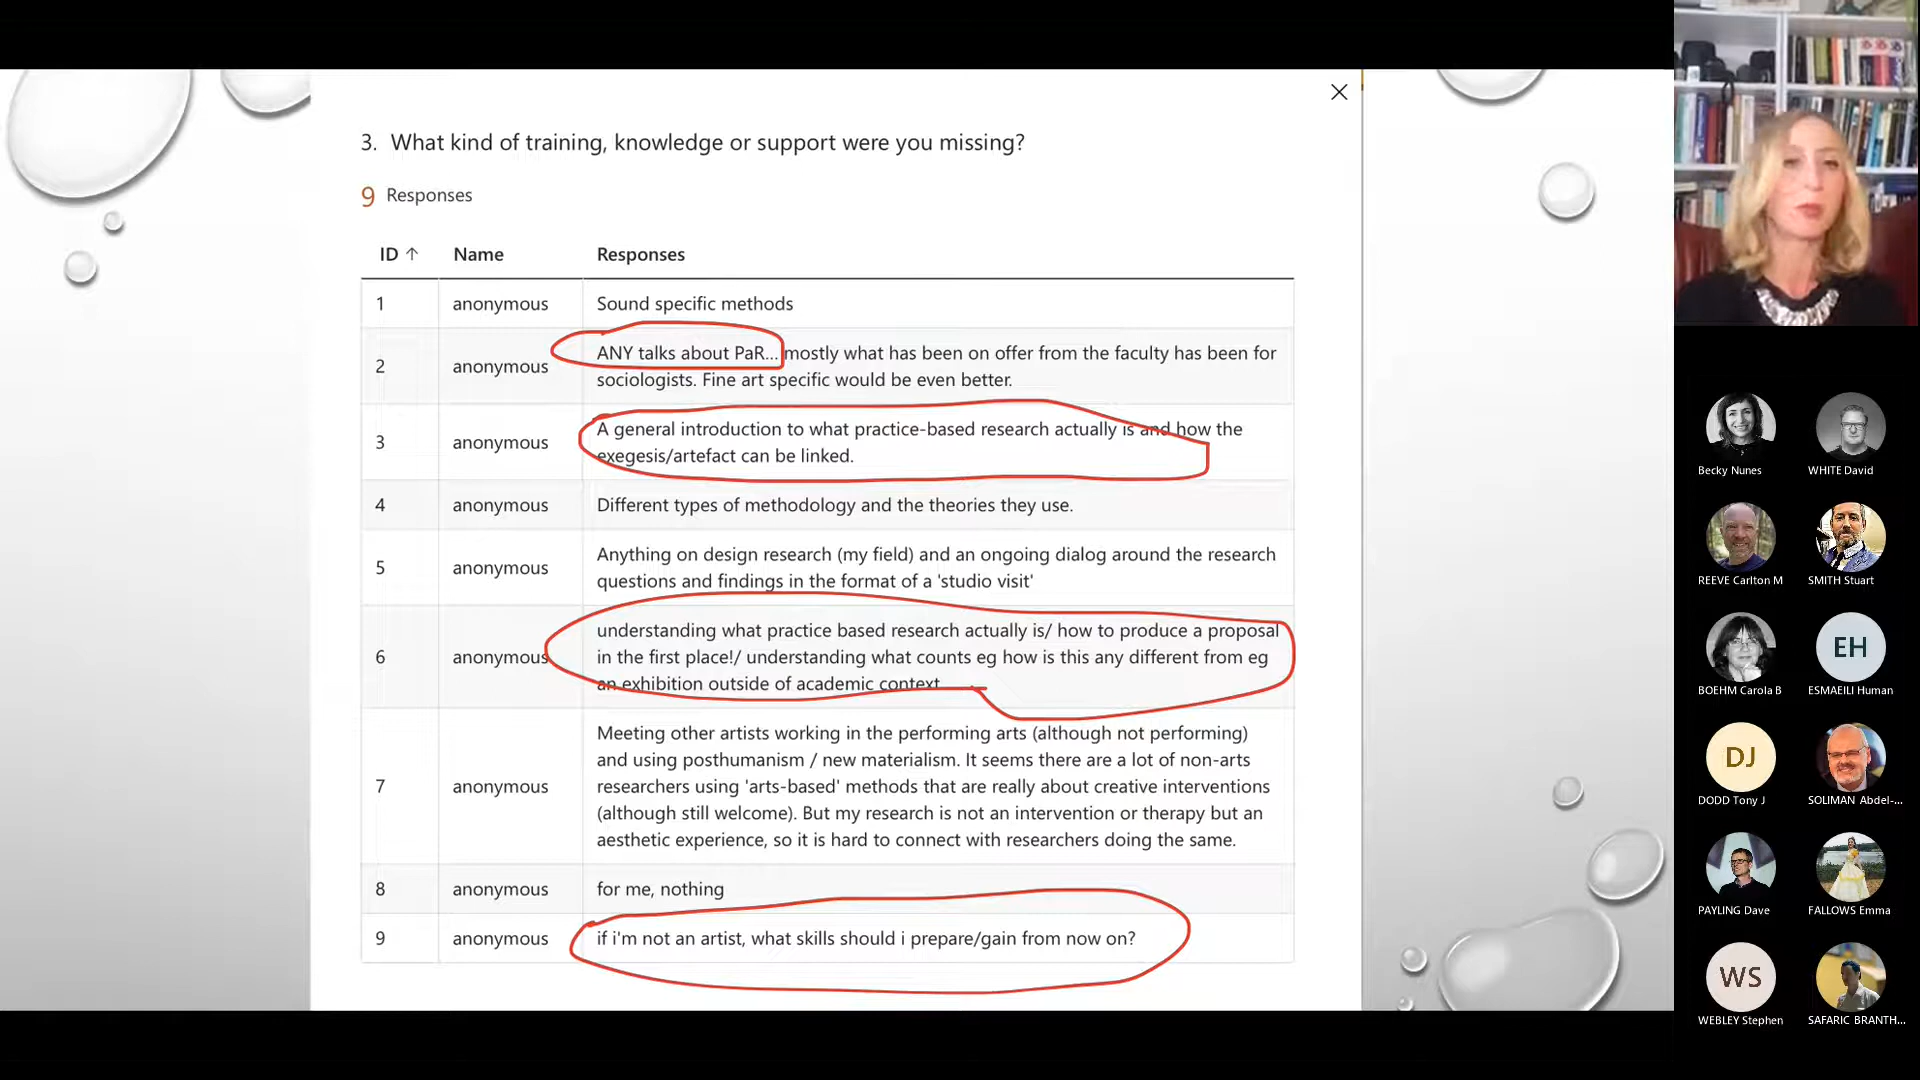 3. What kind of training, knowledge or support were you missing?
9 Responses
ID ↑ Name Responses
1 anonymous Sound specific methods
2 anonymous ANY talks about PaR... mostly what has been on offer from the faculty has been for
sociologists. Fine art specific would be even better.
3 anonymous A general introduction to what practice-based research actually is and how the
exegesis/artefact can be linked.
4 anonymous Different types of methodology and the theories they use.
5 anonymous Anything on design research (my field) and an ongoing dialog around the research
questions and findings in the format of a 'studio visit'
6 anonymous understanding what practice based research actually is/ how to produce a proposal
in the first place!/ understanding what counts eg how is this any different from eg
an exhibition outside of academic context
7 anonymous Meeting other artists working in the performing arts (although not performing)
and using posthumanism / new materialism. It seems there are a lot of non-arts
researchers using 'arts-based' methods that are really about creative interventions
(although still welcome). But my research is not an intervention or therapy but an
aesthetic experience, so it is hard to connect with researchers doing the same.
8 anonymous for me, nothing
9 anonymous if i'm not an artist, what skills should i prepare/gain from now on?
Becky Nunes
WHITE David
REEVE Carlton M
SMITH Stuart
BOEHM Carola B
EH
ESMAEILI Human
DJ
DODD Tony J
SOLIMAN Abdel-...
PAYLING Dave
FALLOWS Emma
WS
WEBLEY Stephen
SAFARIC BRANTH...